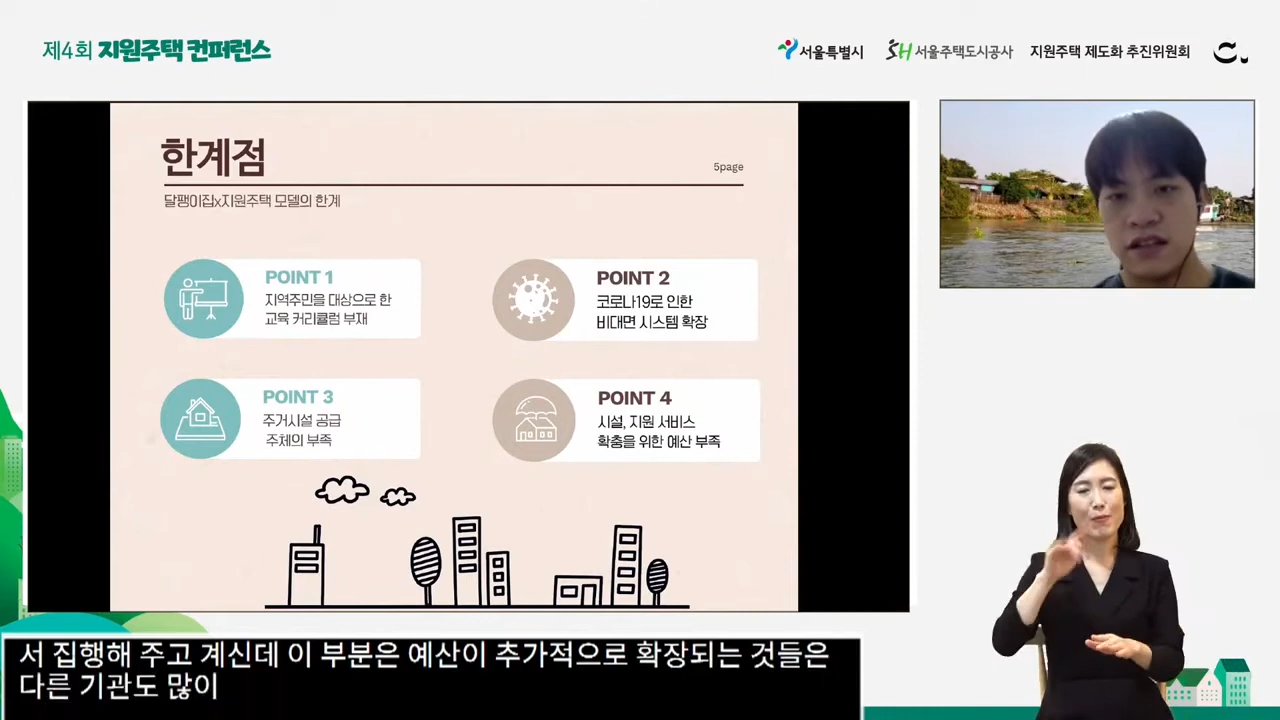 제4회 지원주택 컨퍼런스
서울특별시 SH 서울주택도시공사 지원주택 제도화 추진위원회
한계점
5page
달팽이집x지원주택 모델의 한계
POINT 1
지역주민을 대상으로 한
교육 커리큘럼 부재
POINT 2
코로나19로 인한
비대면 시스템 확장
POINT 3
주거시설 공급
주체의 부족
POINT 4
시설, 지원 서비스
확충을 위한 예산 부족
서 집행해 주고 계신데 이 부분은 예산이 추가적으로 확장되는 것들은
다른 기관도 많이